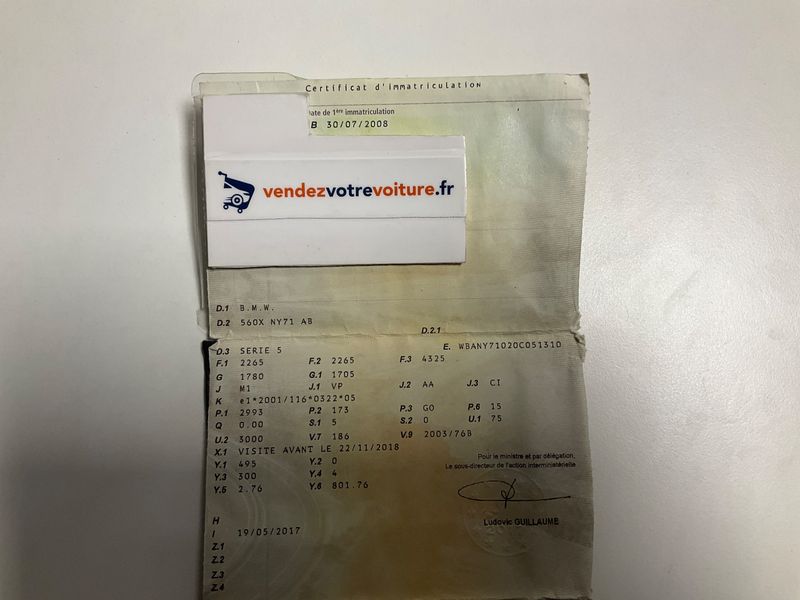 Certificat d'immatriculation
Date de 1ère immatriculation
B 30/07/2008
vendezvotrevoiture.fr
D.1 B.M.W.
D.2 560X NY71 AB
D.2.1
D.3 SERIE 5 E. WBANY71020C051310
F.1 2265 F.2 2265 F.3 4325
G 1780 G.1 1705
J M1 J.1 VP J.2 AA J.3 CI
K e1*2001/116*0322*05
P.1 2993 P.2 173 P.3 GO P.6 15
Q 0.00 S.1 5 S.2 0 U.1 75
U.2 3000 V.7 186 V.9 2003/76B
X.1 VISITE AVANT LE 22/11/2018
Y.1 495 Y.2 0
Y.3 300 Y.4 4
Y.5 2.76 Y.6 801.76
Pour le ministre et par délégation,
Le sous-directeur de l'action interministérielle
Ludovic GUILLAUME
H
I 19/05/2017
Z.1
Z.2
Z.3
Z.4